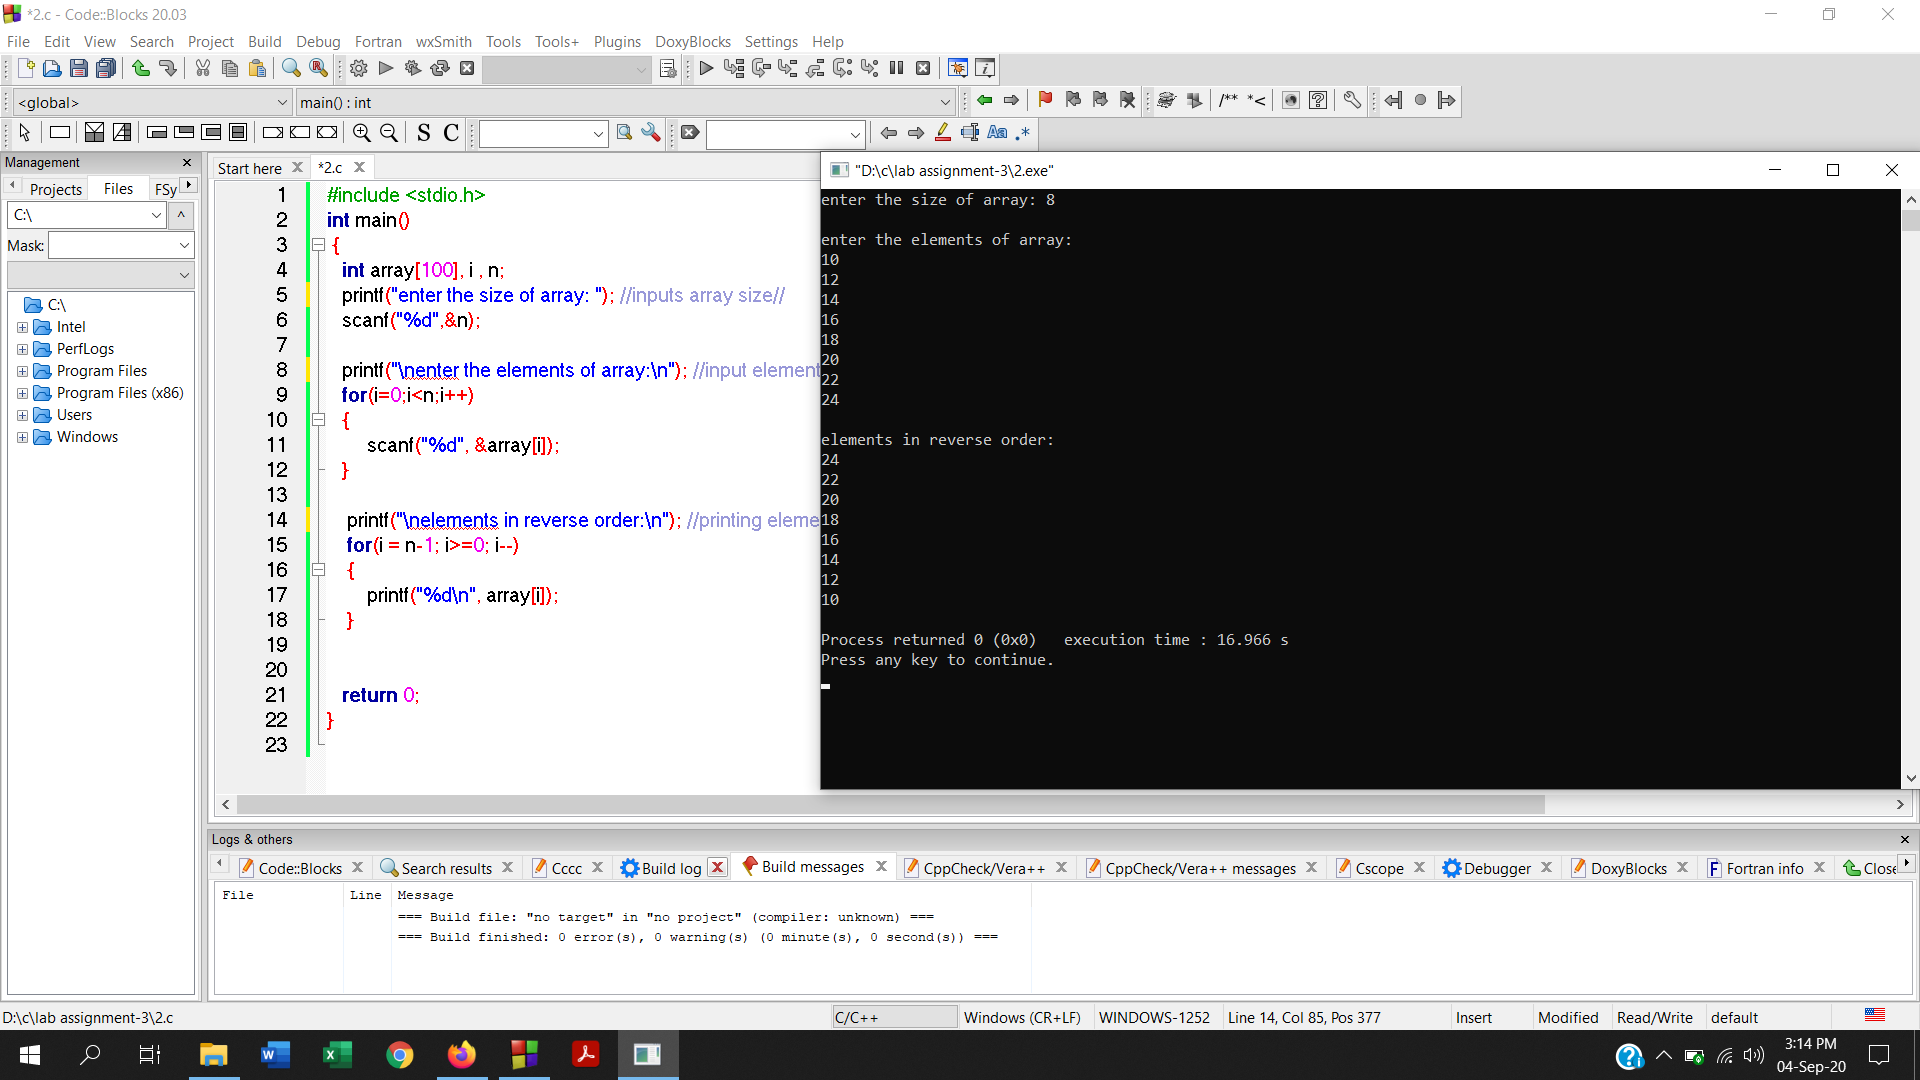 *2.c - Code::Blocks 20.03
File Edit View Search Project Build Debug Fortran wxSmith Tools Tools+ Plugins DoxyBlocks Settings Help
<global> main() : int
/** *<
S C Aa .*
Management
Projects Files FSy
C:\ ^
Mask:
C:\
Intel
PerfLogs
Program Files
Program Files (x86)
Users
Windows
Start here *2.c
1 #include <stdio.h>
2 int main()
3 {
4 int array[100], i , n;
5 printf("enter the size of array: "); //inputs array size//
6 scanf("%d",&n);
7
8 printf("\nenter the elements of array:\n"); //input element
9 for(i=0;i<n;i++)
10 {
11 scanf("%d", &array[i]);
12 }
13
14 printf("\nelements in reverse order:\n"); //printing eleme
15 for(i = n-1; i>=0; i--)
16 {
17 printf("%d\n", array[i]);
18 }
19
20
21 return 0;
22 }
23
"D:\c\lab assignment-3\2.exe"
enter the size of array: 8
enter the elements of array:
10
12
14
16
18
20
22
24
elements in reverse order:
24
22
20
18
16
14
12
10
Process returned 0 (0x0) execution time : 16.966 s
Press any key to continue.
Logs & others
Code::Blocks Search results Cccc Build log Build messages CppCheck/Vera++ CppCheck/Vera++ messages Cscope Debugger DoxyBlocks Fortran info Close
File Line Message
=== Build file: "no target" in "no project" (compiler: unknown) ===
=== Build finished: 0 error(s), 0 warning(s) (0 minute(s), 0 second(s)) ===
D:\c\lab assignment-3\2.c C/C++ Windows (CR+LF) WINDOWS-1252 Line 14, Col 85, Pos 377 Insert Modified Read/Write default
3:14 PM
04-Sep-20